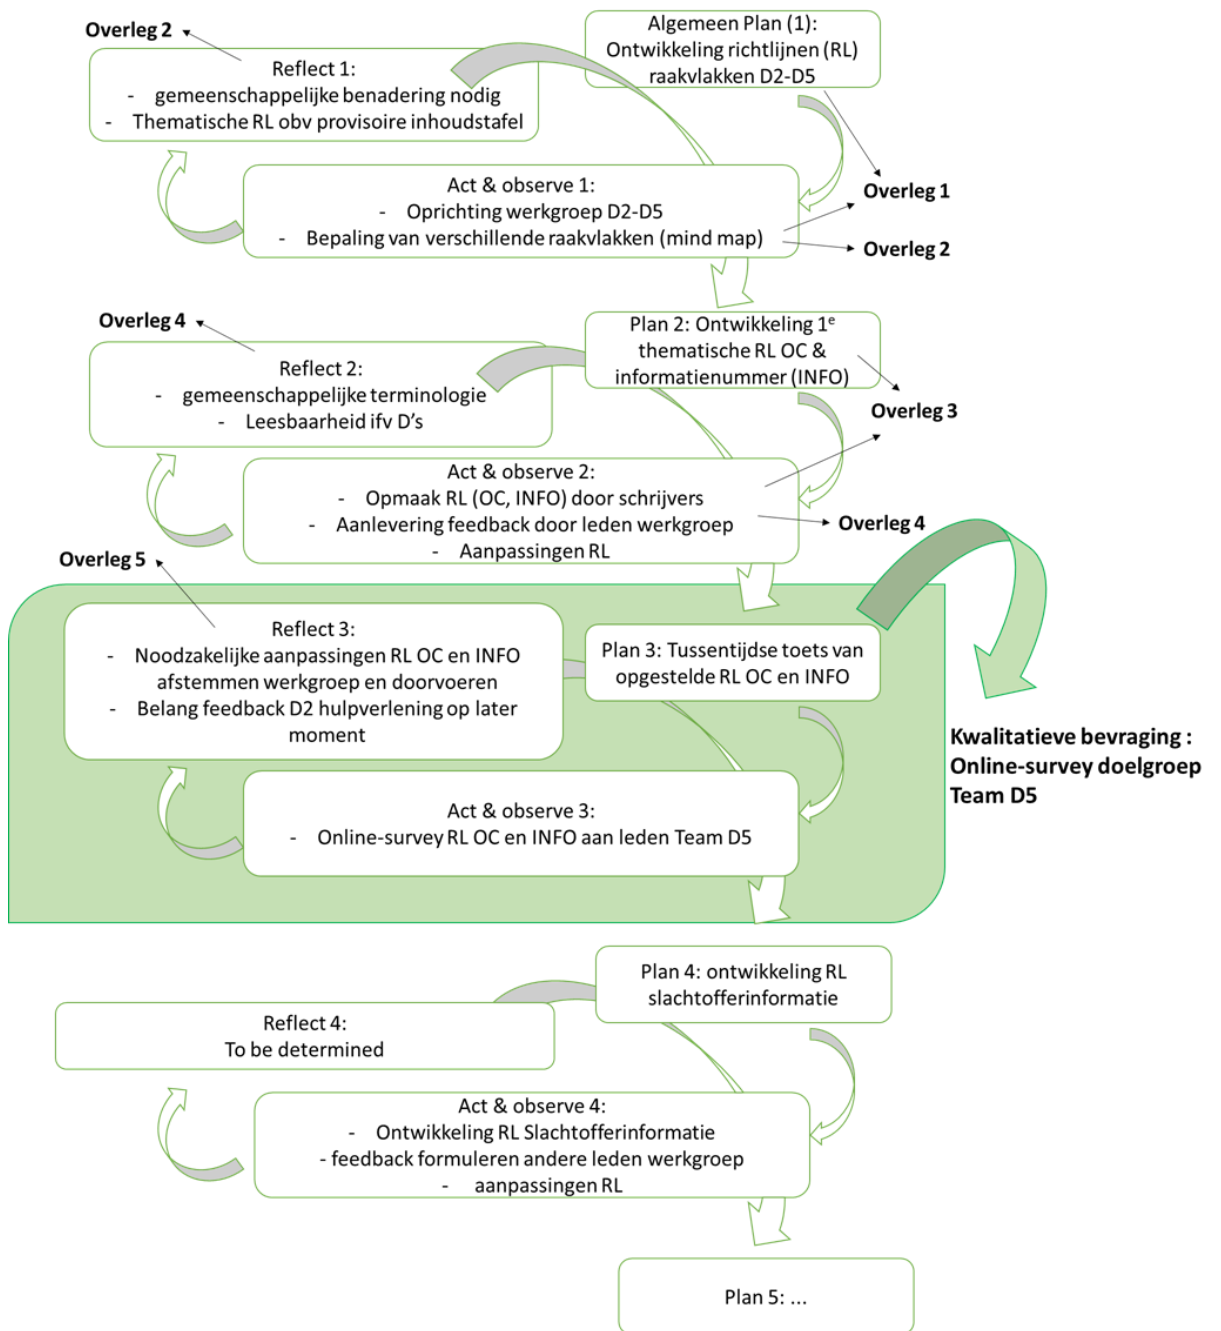 Overleg 2
Algemeen Plan (1):
Ontwikkeling richtlijnen (RL)
raakvlakken D2-D5
Reflect 1:
- gemeenschappelijke benadering nodig
- Thematische RL obv provisoire inhoudstafel
Act & observe 1:
- Oprichting werkgroep D2-D5
- Bepaling van verschillende raakvlakken (mind map)
Overleg 1
Overleg 2
Overleg 4
Plan 2: Ontwikkeling 1e
thematische RL OC &
informatienummer (INFO)
Reflect 2:
- gemeenschappelijke terminologie
- Leesbaarheid ifv D's
Overleg 3
Act & observe 2:
- Opmaak RL (OC, INFO) door schrijvers
- Aanlevering feedback door leden werkgroep
- Aanpassingen RL
Overleg 4
Overleg 5
Reflect 3:
- Noodzakelijke aanpassingen RL OC en INFO
afstemmen werkgroep en doorvoeren
- Belang feedback D2 hulpverlening op later
moment
Plan 3: Tussentijdse toets van
opgestelde RL OC en INFO
Kwalitatieve bevraging :
Online-survey doelgroep
Team D5
Act & observe 3:
- Online-survey RL OC en INFO aan leden Team D5
Plan 4: ontwikkeling RL
slachtofferinformatie
Reflect 4:
To be determined
Act & observe 4:
- Ontwikkeling RL Slachtofferinformatie
- feedback formuleren andere leden werkgroep
- aanpassingen RL
Plan 5: ...